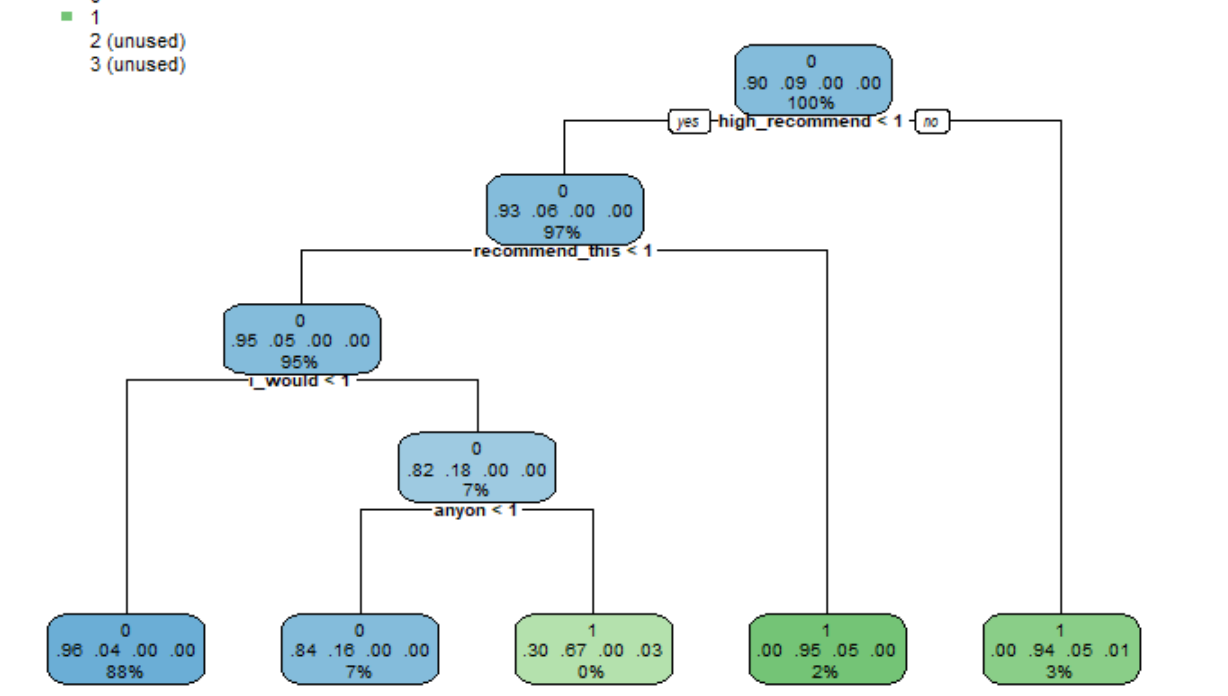 1
2 (unused)
3 (unused)
0
.90 .09 .00 .00
100%
yes high_recommend < 1 no
0
.93 .06 .00 .00
97%
recommend_this < 1
0
.95 .05 .00 .00
95%
i_would < 1
0
.82 .18 .00 .00
7%
anyon < 1
0
.96 .04 .00 .00
88%
0
.84 .16 .00 .00
7%
1
.30 .67 .00 .03
0%
1
.00 .95 .05 .00
2%
1
.00 .94 .05 .01
3%